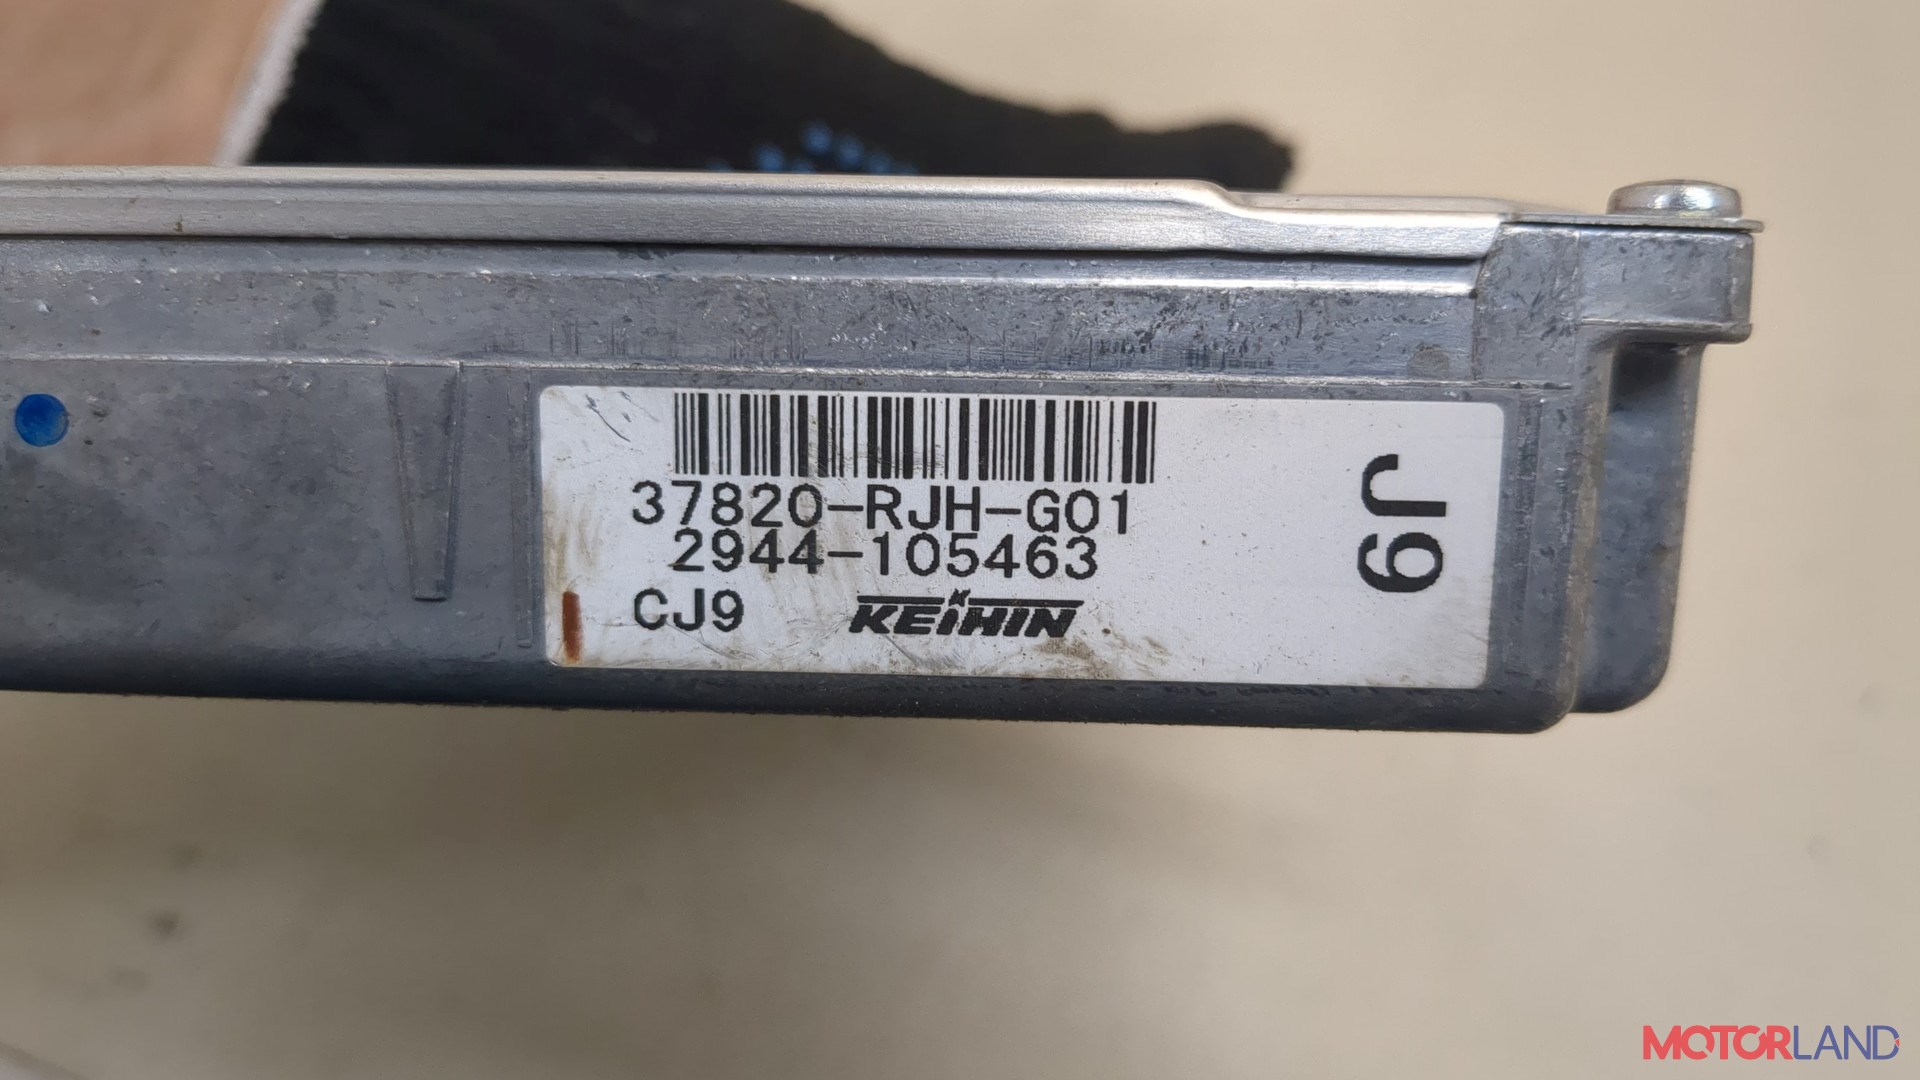 37820-RJH-G01
2944-105463
CJ9 KEIHIN
J9
MOTORLAND